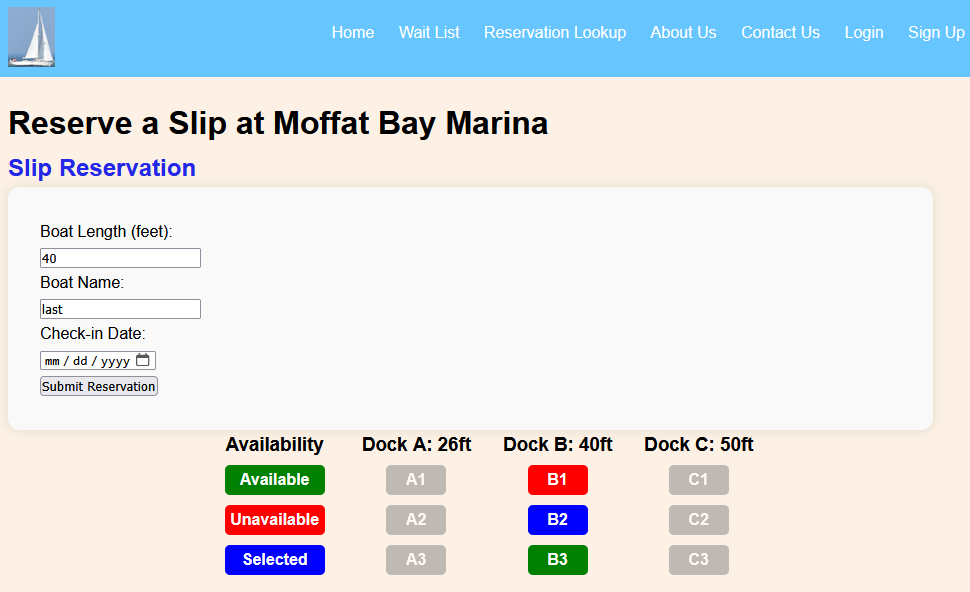 Home Wait List Reservation Lookup About Us Contact Us Login Sign Up
Reserve a Slip at Moffat Bay Marina
Slip Reservation
Boat Length (feet):
40
Boat Name:
last
Check-in Date:
mm / dd / yyyy
Submit Reservation
Availability Dock A: 26ft Dock B: 40ft Dock C: 50ft
Available A1 B1 C1
Unavailable A2 B2 C2
Selected A3 B3 C3